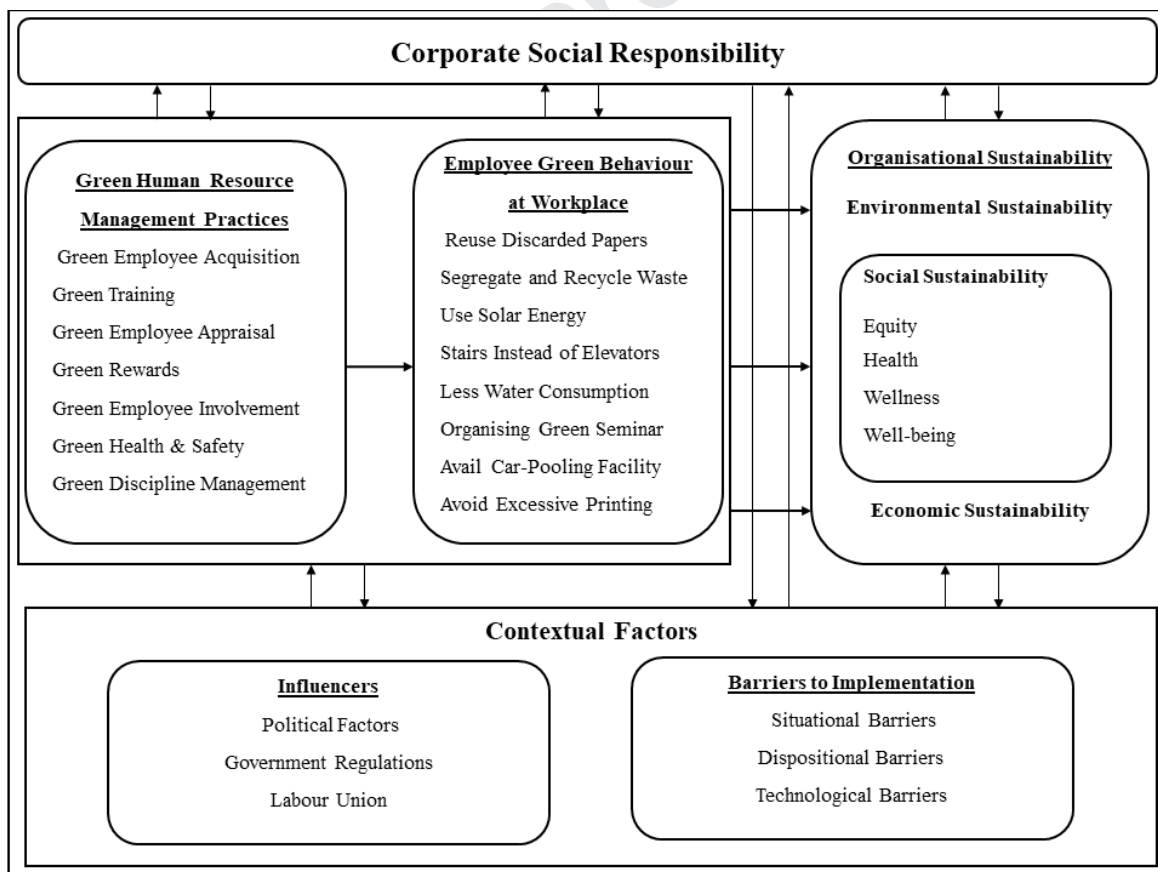 Corporate Social Responsibility
Green Human Resource
Management Practices
Green Employee Acquisition
Green Training
Green Employee Appraisal
Green Rewards
Green Employee Involvement
Green Health & Safety
Green Discipline Management
Employee Green Behaviour
at Workplace
Reuse Discarded Papers
Segregate and Recycle Waste
Use Solar Energy
Stairs Instead of Elevators
Less Water Consumption
Organising Green Seminar
Avail Car-Pooling Facility
Avoid Excessive Printing
Organisational Sustainability
Environmental Sustainability
Social Sustainability
Equity
Health
Wellness
Well-being
Economic Sustainability
Contextual Factors
Influencers
Political Factors
Government Regulations
Labour Union
Barriers to Implementation
Situational Barriers
Dispositional Barriers
Technological Barriers